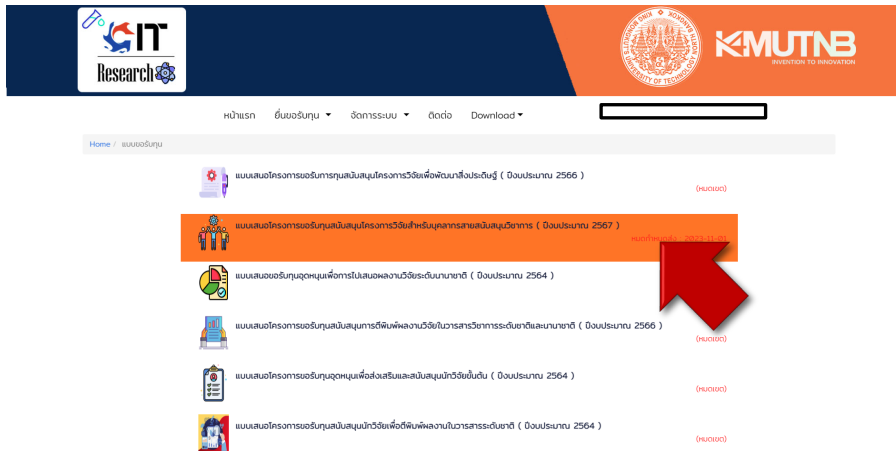 CIT
Research
KING MONGKUT'S UNIVERSITY OF TECHNOLOGY NORTH BANGKOK
KMUTNB
INVENTION TO INNOVATION
หน้าแรก ยื่นขอรับทุน จัดการระบบ ติดต่อ Download
Home / แบบขอรับทุน
แบบเสนอโครงการขอรับการทุนสนับสนุนโครงการวิจัยเพื่อพัฒนาสิ่งประดิษฐ์ ( ปีงบประมาณ 2566 )
(หมดเขต)
แบบเสนอโครงการขอรับทุนสนับสนุนโครงการวิจัยสำหรับบุคลากรสายสนับสนุนวิชาการ ( ปีงบประมาณ 2567 )
หมดกำหนดส่ง : 2023-11-01
แบบเสนอขอรับทุนอุดหนุนเพื่อการไปเสนอผลงานวิจัยระดับนานาชาติ ( ปีงบประมาณ 2564 )
แบบเสนอโครงการขอรับทุนสนับสนุนการตีพิมพ์ผลงานวิจัยในวารสารวิชาการระดับชาติและนานาชาติ ( ปีงบประมาณ 2566 )
(หมดเขต)
แบบเสนอโครงการขอรับทุนอุดหนุนเพื่อส่งเสริมและสนับสนุนนักวิจัยขั้นต้น ( ปีงบประมาณ 2564 )
(หมดเขต)
แบบเสนอโครงการขอรับทุนสนับสนุนนักวิจัยเพื่อตีพิมพ์ผลงานในวารสารระดับชาติ ( ปีงบประมาณ 2564 )
(หมดเขต)